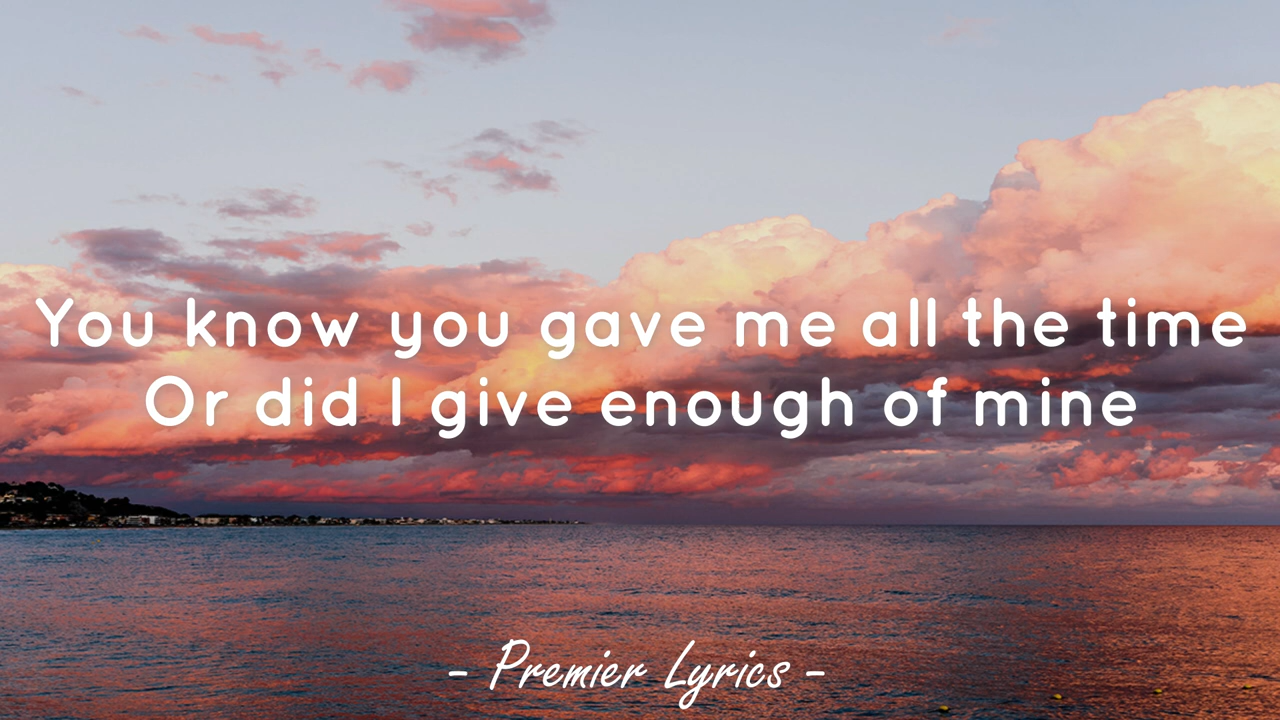 You know you gave me all the time
Or did I give enough of mine
- Premier Lyrics -